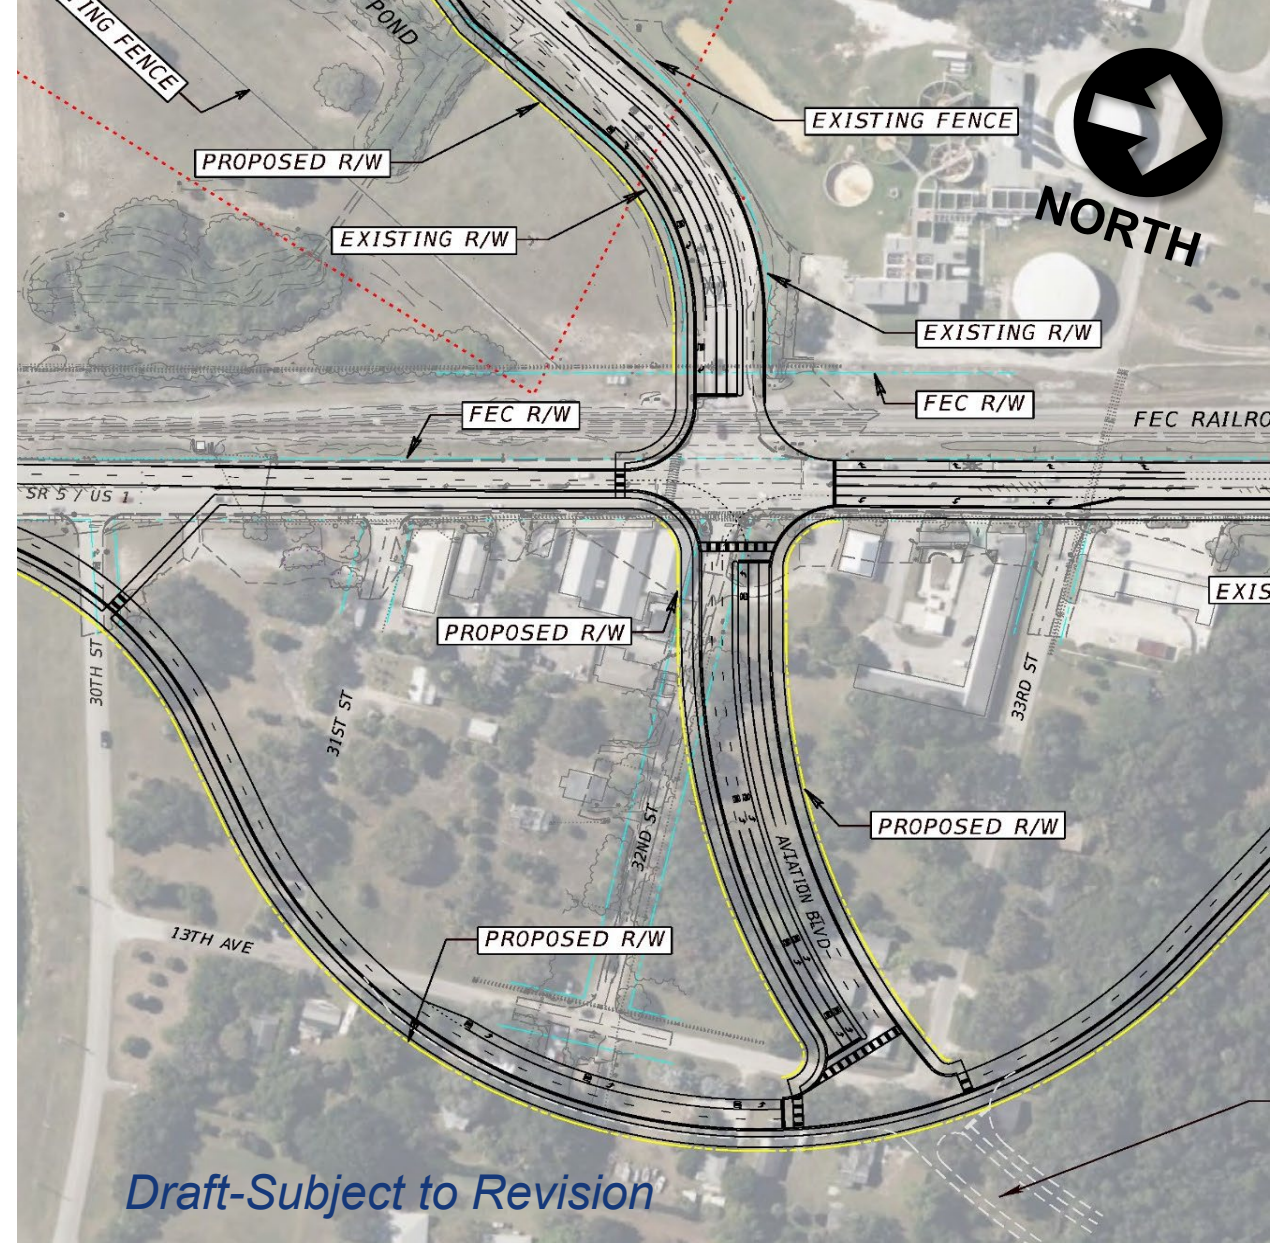 POND
TING FENCE
EXISTING FENCE
PROPOSED R/W
NORTH
EXISTING R/W
EXISTING R/W
FEC R/W
FEC R/W
FEC RAILRO
SR 5 / US 1
EXIS
PROPOSED R/W
30TH ST
31ST ST
33RD ST
32ND ST
PROPOSED R/W
AVIATION BLVD
13TH AVE
PROPOSED R/W
Draft-Subject to Revision